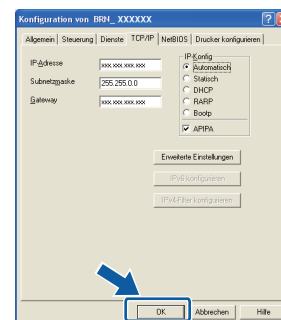 Konfiguration von BRN_XXXXXX
Allgemein Steuerung Dienste TCP/IP NetBIOS Drucker konfigurieren
IP-Adresse xxx.xxx.xxx.xxx
Subnetzmaske 255.255.0.0
Gateway xxx.xxx.xxx.xxx
IP-Konfig
Automatisch
Statisch
DHCP
RARP
Bootp
APIPA
Erweiterte Einstellungen
IPv6 konfigurieren
IPv4-Filter konfigurieren
OK Abbrechen Hilfe